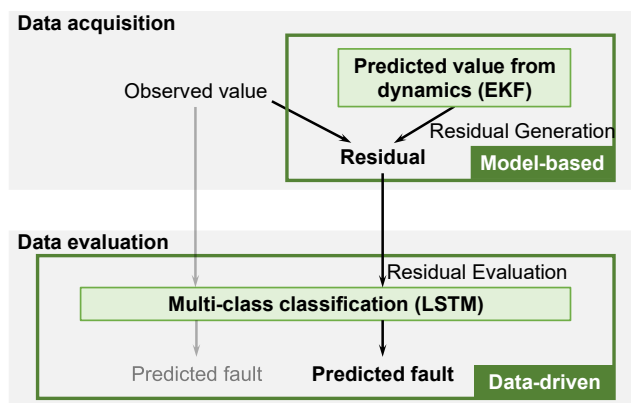 Data acquisition
Predicted value from
dynamics (EKF)
Observed value
Residual Generation
Residual
Model-based
Data evaluation
Residual Evaluation
Multi-class classification (LSTM)
Predicted fault
Predicted fault
Data-driven